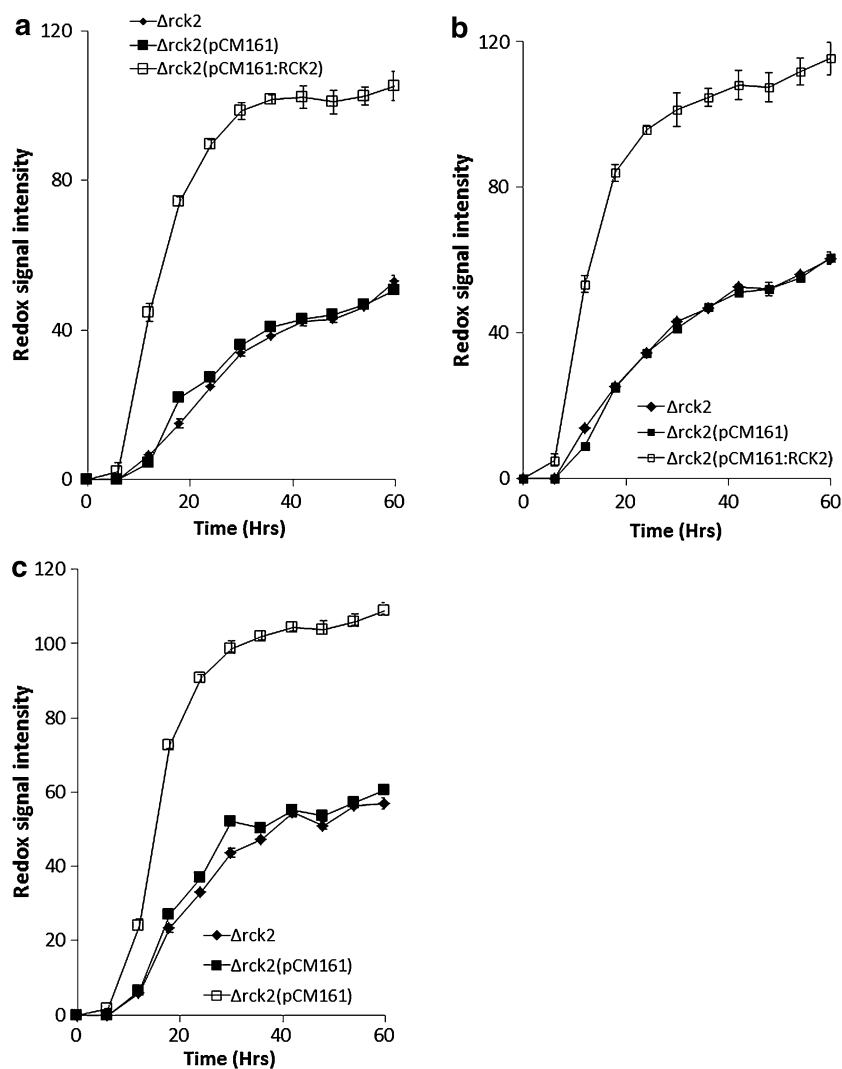 a
Δrck2
Δrck2(pCM161)
Δrck2(pCM161:RCK2)
120
80
40
0
Redox signal intensity
0 20 40 60
Time (Hrs)
b
120
80
40
0
Redox signal intensity
Δrck2
Δrck2(pCM161)
Δrck2(pCM161:RCK2)
0 20 40 60
Time (Hrs)
c
120
100
80
60
40
20
0
Redox signal intensity
Δrck2
Δrck2(pCM161)
Δrck2(pCM161)
0 20 40 60
Time (Hrs)